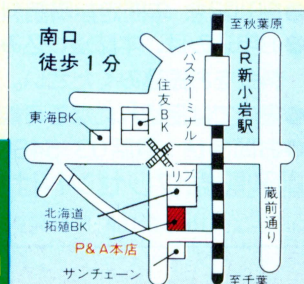 南口
徒歩1分
至秋葉原
JR新小岩駅
バスターミナル
住友BK
東海BK
リブ
蔵前通り
北海道
拓殖BK
P&A本店
サンチェーン
至千葉